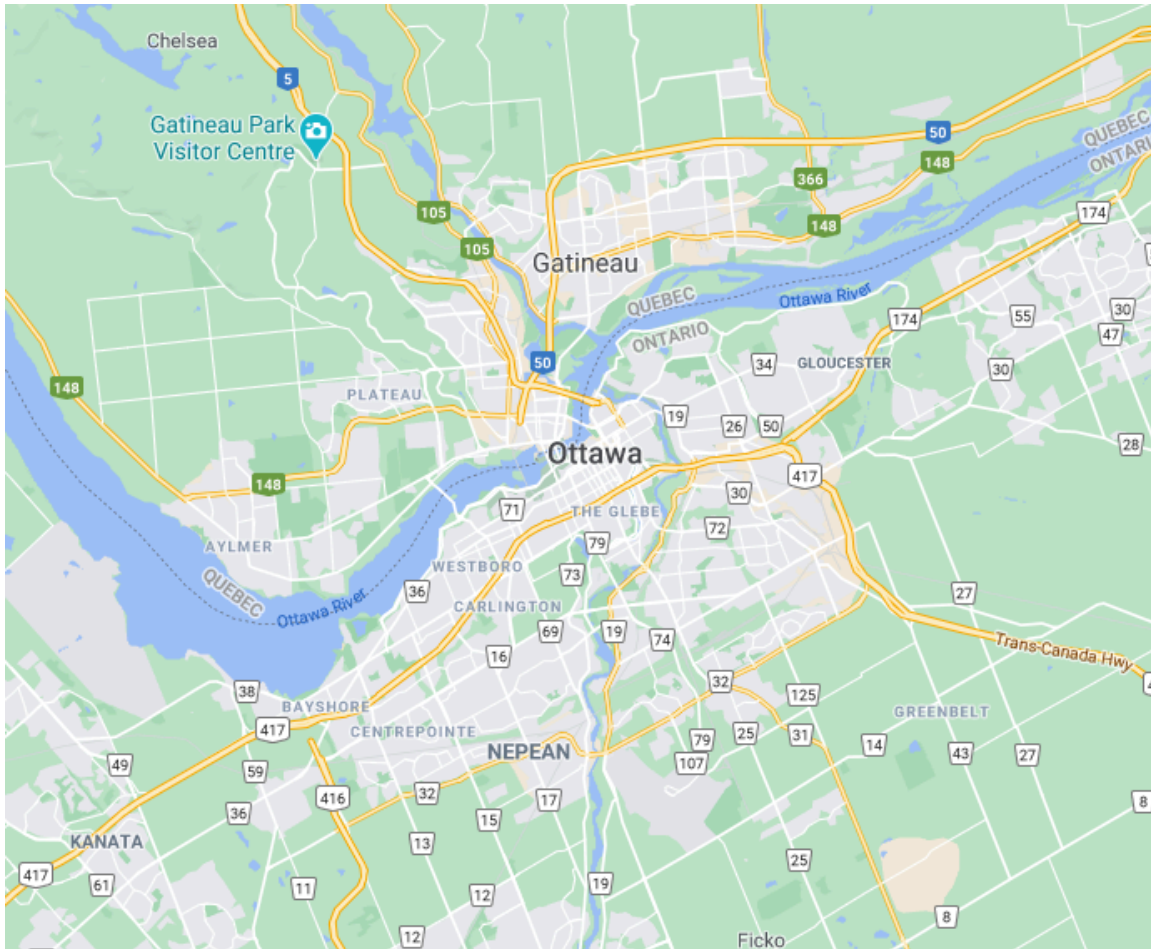 Chelsea
5
Gatineau Park
Visitor Centre
50
QUEBEC
ONTARIO
148
366
105
174
148
105
Gatineau
QUEBEC
Ottawa River
ONTARIO
174
55
30
47
50
34
GLOUCESTER
30
148
PLATEAU
19
26
50
28
Ottawa
148
417
30
71
THE GLEBE
72
AYLMER
79
WESTBORO
73
QUEBEC
36
27
Ottawa River
CARLINGTON
69
19
74
Trans-Canada Hwy
16
32
38
125
BAYSHORE
GREENBELT
417
CENTREPOINTE
NEPEAN
79
25
31
14
43
27
49
59
107
416
32
17
8
36
15
KANATA
13
25
417
61
11
12
19
8
12
Ficko